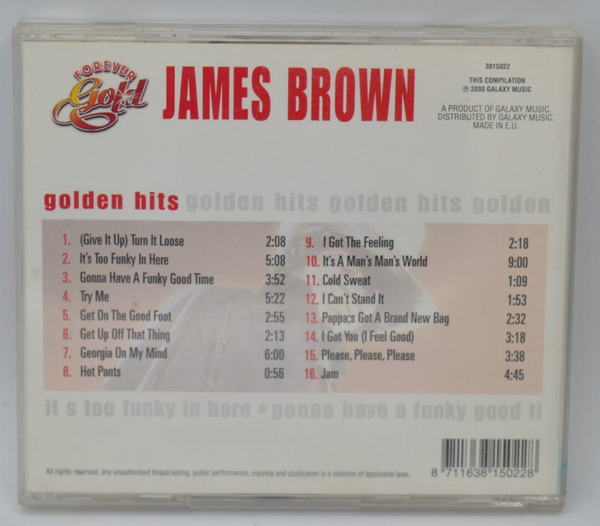 FOREVER
Gold
JAMES BROWN
3815022
THIS COMPILATION
℗ 2000 GALAXY MUSIC
A PRODUCT OF GALAXY MUSIC.
DISTRIBUTED BY GALAXY MUSIC.
MADE IN E.U.
golden hits golden hits golden hits golden
1. (Give It Up) Turn It Loose 2:08
2. It's Too Funky In Here 5:08
3. Gonna Have A Funky Good Time 3:52
4. Try Me 5:22
5. Get On The Good Foot 2:55
6. Get Up Off That Thing 2:13
7. Georgia On My Mind 6:00
8. Hot Pants 0:56
9. I Got The Feeling 2:18
10. It's A Man's Man's World 9:00
11. Cold Sweat 1:09
12. I Can't Stand It 1:53
13. Pappa;s Got A Brand New Bag 2:32
14. I Got You (I Feel Good) 3:18
15. Please, Please, Please 3:38
16. Jam 4:45
it s too funky in here • gonna have a funky good ti
All rights reserved, any unauthorised broadcasting, public performance, copying and duplication is a violation of applicable laws.
8 711638 150228